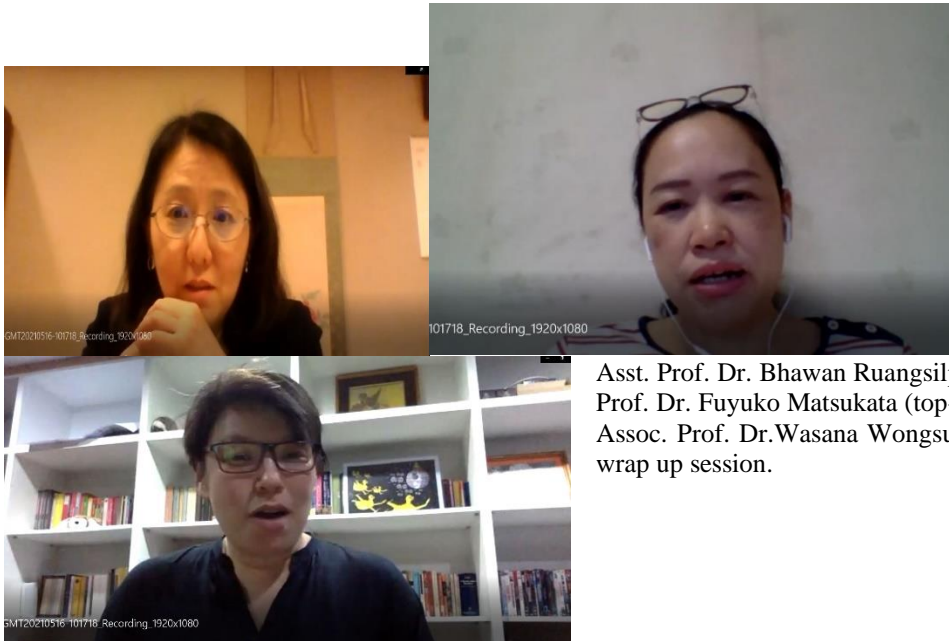 GMT20210516-101718_Recording_1920x1080
101718_Recording_1920x1080
Asst. Prof. Dr. Bhawan
Prof. Dr. Fuyuko Matsukata
Assoc. Prof. Dr.Wasana
wrap up session.
GMT20210516-101718_Recording_1920x1080